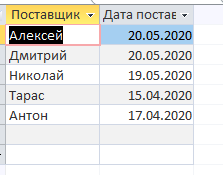 Поставщик Дата постав
Алексей 20.05.2020
Дмитрий 20.05.2020
Николай 19.05.2020
Тарас 15.04.2020
Антон 17.04.2020